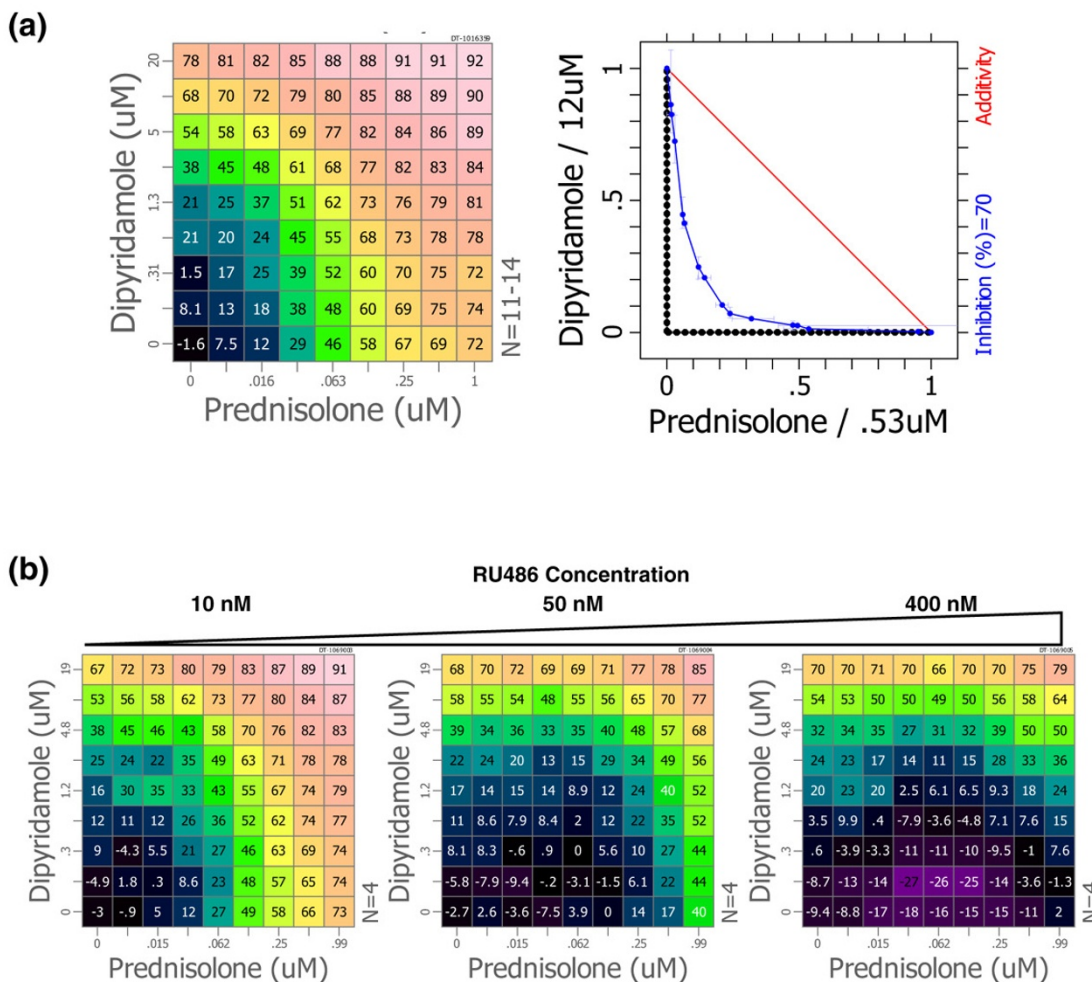 (a)
DT-1016359
Dipyridamole (uM)
20
5
1.3
.31
0
78 81 82 85 88 88 91 91 92
68 70 72 79 80 85 88 89 90
54 58 63 69 77 82 84 86 89
38 45 48 61 68 77 82 83 84
21 25 37 51 62 73 76 79 81
21 20 24 45 55 68 73 78 78
1.5 17 25 39 52 60 70 75 72
8.1 13 18 38 48 60 69 75 74
-1.6 7.5 12 29 46 58 67 69 72
0 .016 .063 .25 1
Prednisolone (uM)
N=11-14
Dipyridamole / 12uM
1
.5
0
0 .5 1
Prednisolone / .53uM
Inhibition (%)=70
Additivity
(b)
RU486 Concentration
10 nM
50 nM
400 nM
DT-1069003
Dipyridamole (uM)
19
4.8
1.2
.3
0
67 72 73 80 79 83 87 89 91
53 56 58 62 73 77 80 84 87
38 45 46 43 58 70 76 82 83
25 24 22 35 49 63 71 78 78
16 30 35 33 43 55 67 74 79
12 11 12 26 36 52 62 74 77
9 -4.3 5.5 21 27 46 63 69 74
-4.9 1.8 .3 8.6 23 48 57 65 74
-3 -.9 5 12 27 49 58 66 73
0 .015 .062 .25 .99
Prednisolone (uM)
N=4
DT-1069004
Dipyridamole (uM)
19
4.8
1.2
.3
0
68 70 72 69 69 71 77 78 85
58 55 54 48 55 56 65 70 77
39 34 36 33 35 40 48 57 68
22 24 20 13 15 29 34 49 56
17 14 15 14 8.9 12 24 40 52
11 8.6 7.9 8.4 2 12 22 35 52
8.1 8.3 -.6 .9 0 5.6 10 27 44
-5.8 -7.9 -9.4 -.2 -3.1 -1.5 6.1 22 44
-2.7 2.6 -3.6 -7.5 3.9 0 14 17 40
0 .015 .062 .25 .99
Prednisolone (uM)
N=4
DT-1069005
Dipyridamole (uM)
19
4.8
1.2
.3
0
70 70 71 70 66 70 70 75 79
54 53 50 50 49 50 56 58 64
32 34 35 27 31 32 39 50 50
24 23 17 14 11 15 28 33 36
20 23 20 2.5 6.1 6.5 9.3 18 24
3.5 9.9 .4 -7.9 -3.6 -4.8 7.1 7.6 15
.6 -3.9 -3.3 -11 -11 -10 -9.5 -1 7.6
-8.7 -13 -14 -27 -26 -25 -14 -3.6 -1.3
-9.4 -8.8 -17 -18 -16 -15 -15 -11 2
0 .015 .062 .25 .99
Prednisolone (uM)
N=4